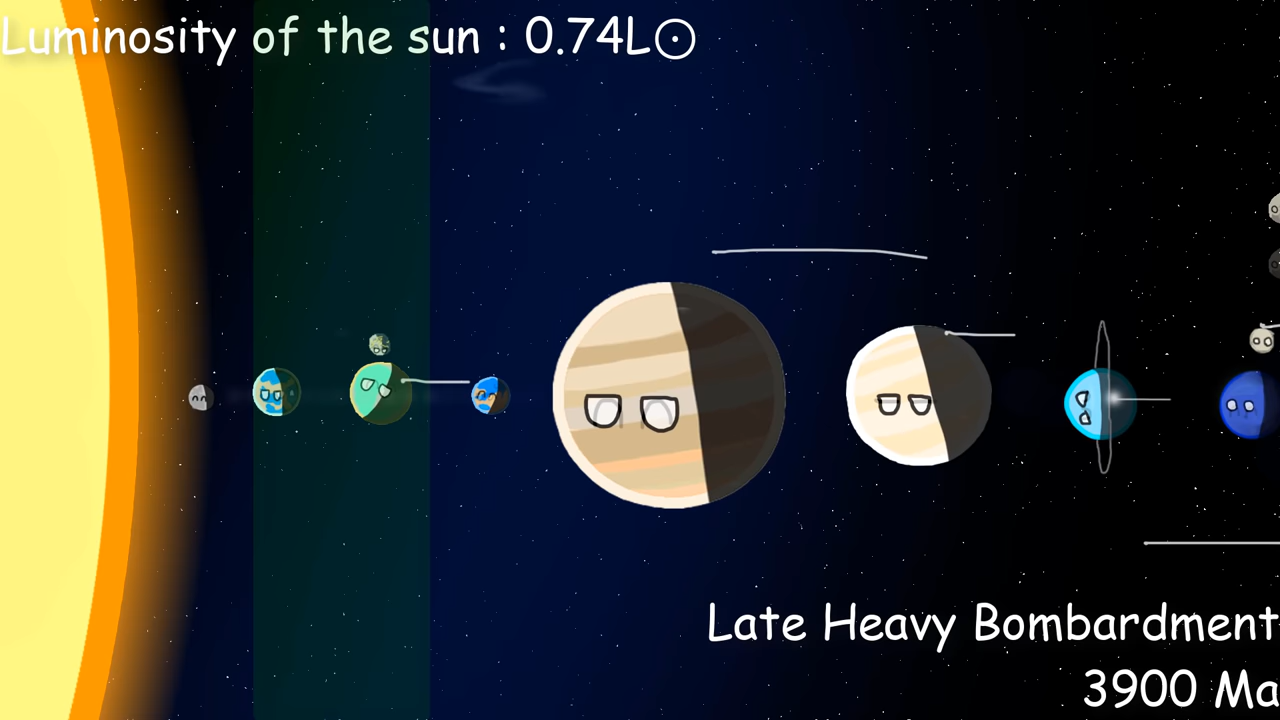 Luminosity of the sun : 0.74L☉
Late Heavy Bombardment
3900 Ma